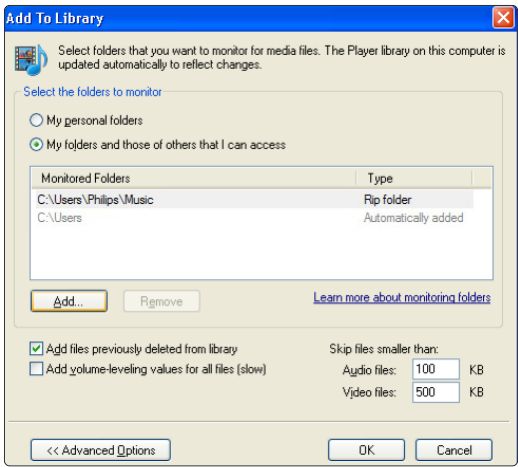 Add To Library
Select folders that you want to monitor for media files. The Player library on this computer is
updated automatically to reflect changes.
Select the folders to monitor
My personal folders
My folders and those of others that I can access
Monitored Folders Type
C:\Users\Philips\Music Rip folder
C:\Users Automatically added
Add... Remove Learn more about monitoring folders
Add files previously deleted from library Skip files smaller than:
Add volume-leveling values for all files (slow) Audio files: 100 KB
Video files: 500 KB
<< Advanced Options OK Cancel